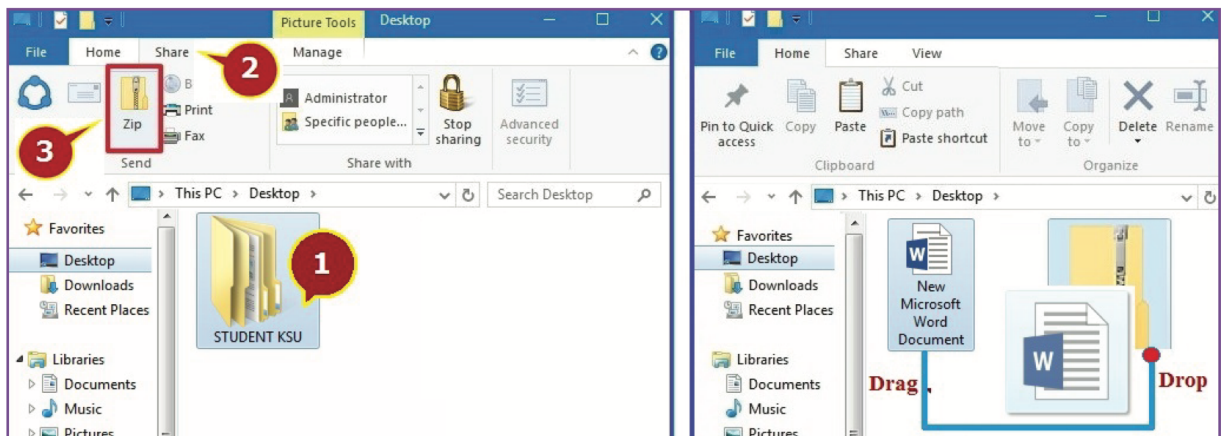 Picture Tools Desktop
File Home Share Manage
2
B
Zip
Print
Fax
Send
3
Administrator
Specific people...
Stop
sharing
Share with
Advanced
security
This PC > Desktop >
Search Desktop
Favorites
Desktop
Downloads
Recent Places
Libraries
Documents
Music
Pictures
1
STUDENT KSU
File Home Share View
Pin to Quick
access
Copy
Paste
Cut
Copy path
Paste shortcut
Clipboard
Move
to
Copy
to
Delete
Rename
Organize
This PC > Desktop >
Favorites
Desktop
Downloads
Recent Places
Libraries
Documents
Music
Pictures
W
New
Microsoft
Word
Document
W
Drag
Drop